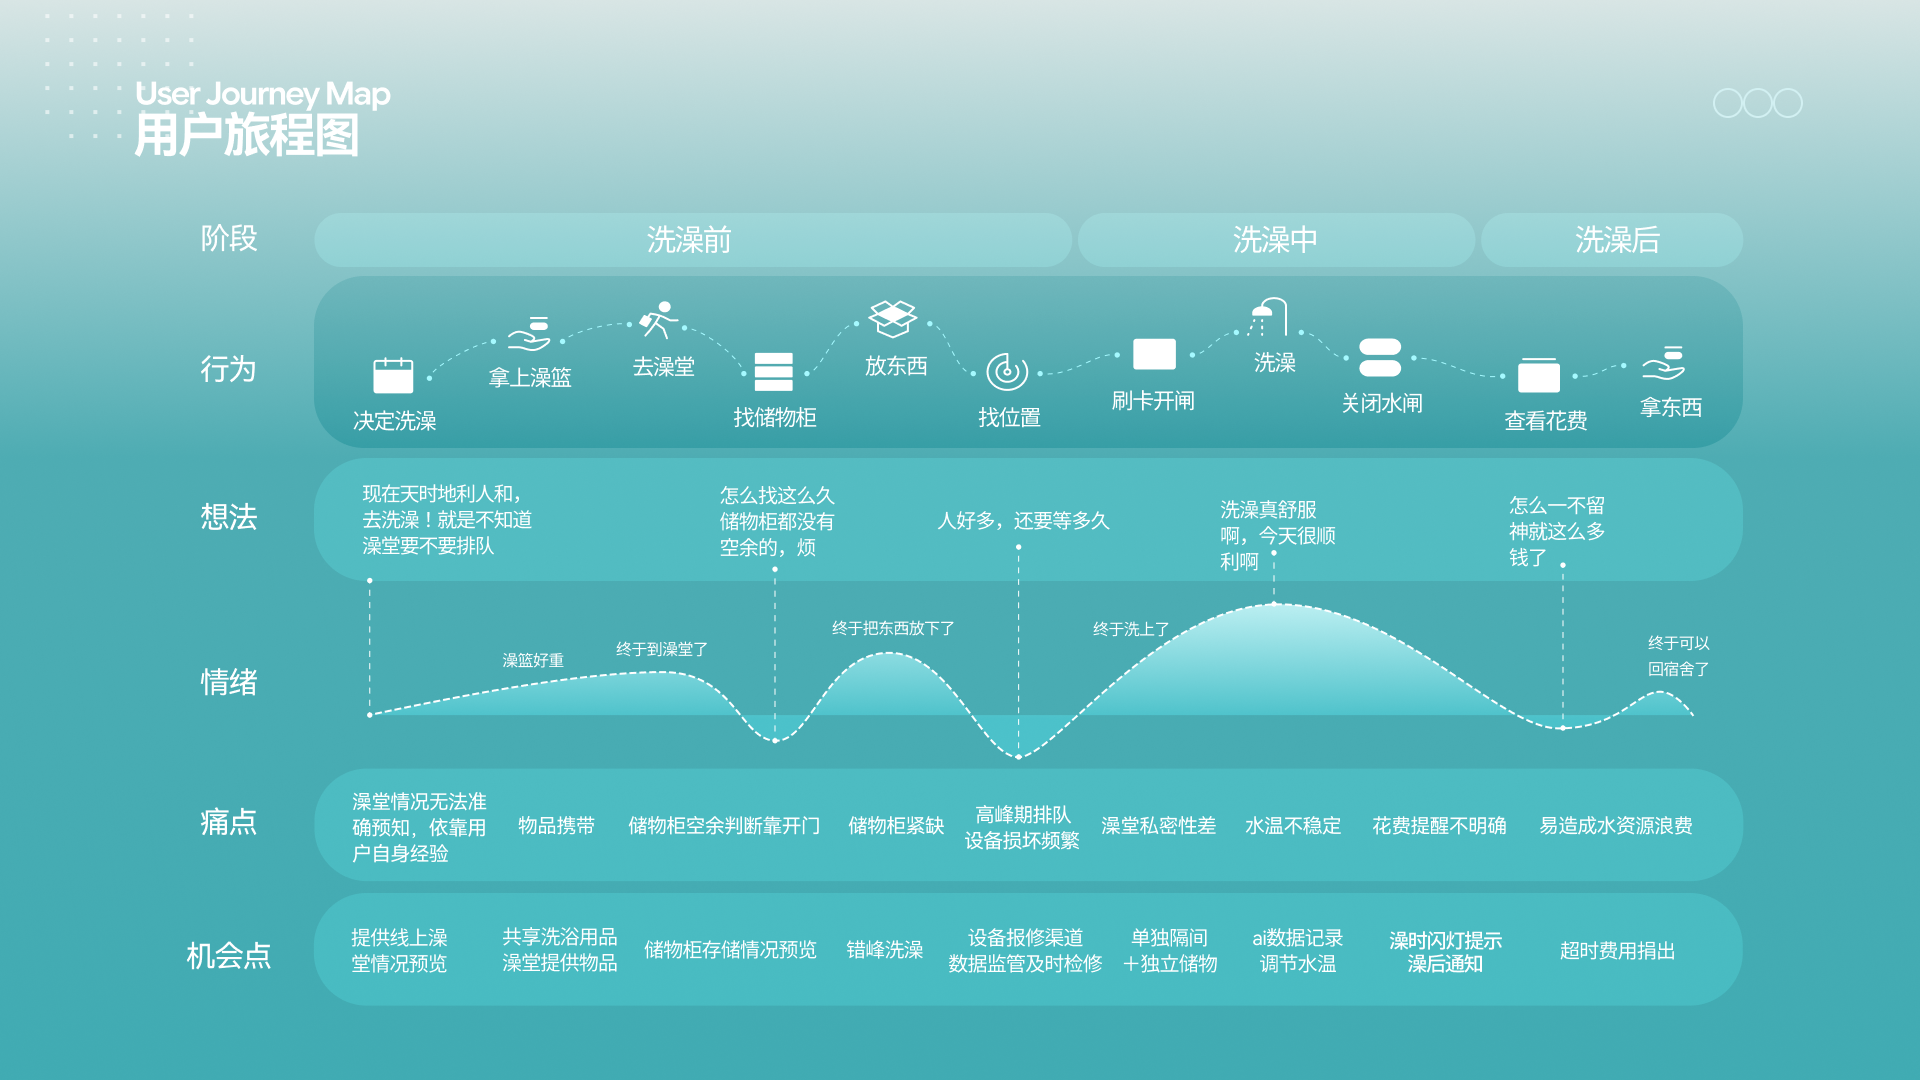 User Journey Map
用户旅程图
阶段
洗澡前
洗澡中
洗澡后
行为
决定洗澡
拿上澡篮
去澡堂
找储物柜
放东西
找位置
刷卡开闸
洗澡
关闭水闸
查看花费
拿东西
想法
现在天时地利人和，
去洗澡！就是不知道
澡堂要不要排队
怎么找这么久
储物柜都没有
空余的，烦
人好多，还要等多久
洗澡真舒服
啊，今天很顺
利啊
怎么一不留
神就这么多
钱了
情绪
澡篮好重
终于到澡堂了
终于把东西放下了
终于洗上了
终于可以
回宿舍了
痛点
澡堂情况无法准
确预知，依靠用
户自身经验
物品携带
储物柜空余判断靠开门
储物柜紧缺
高峰期排队
设备损坏频繁
澡堂私密性差
水温不稳定
花费提醒不明确
易造成水资源浪费
机会点
提供线上澡
堂情况预览
共享洗浴用品
澡堂提供物品
储物柜存储情况预览
错峰洗澡
设备报修渠道
数据监管及时检修
单独隔间
＋独立储物
ai数据记录
调节水温
澡时闪灯提示
澡后通知
超时费用捐出